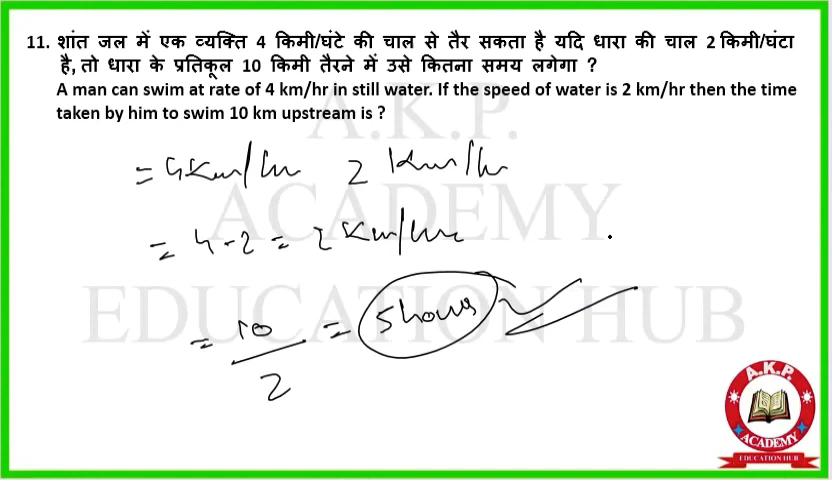 11. शांत जल में एक व्यक्ति 4 किमी/घंटे की चाल से तैर सकता है यदि धारा की चाल 2 किमी/घंटा
है, तो धारा के प्रतिकूल 10 किमी तैरने में उसे कितना समय लगेगा ?
A man can swim at rate of 4 km/hr in still water. If the speed of water is 2 km/hr then the time
taken by him to swim 10 km upstream is ?
A.K.P.
= 4 Km/hr 2 Km/hr
ACADEMY
= 4-2 = 2 Km/hr
EDUCATION HUB
= 10/2 = 5 hours
A.K.P.
ACADEMY
EDUCATION HUB